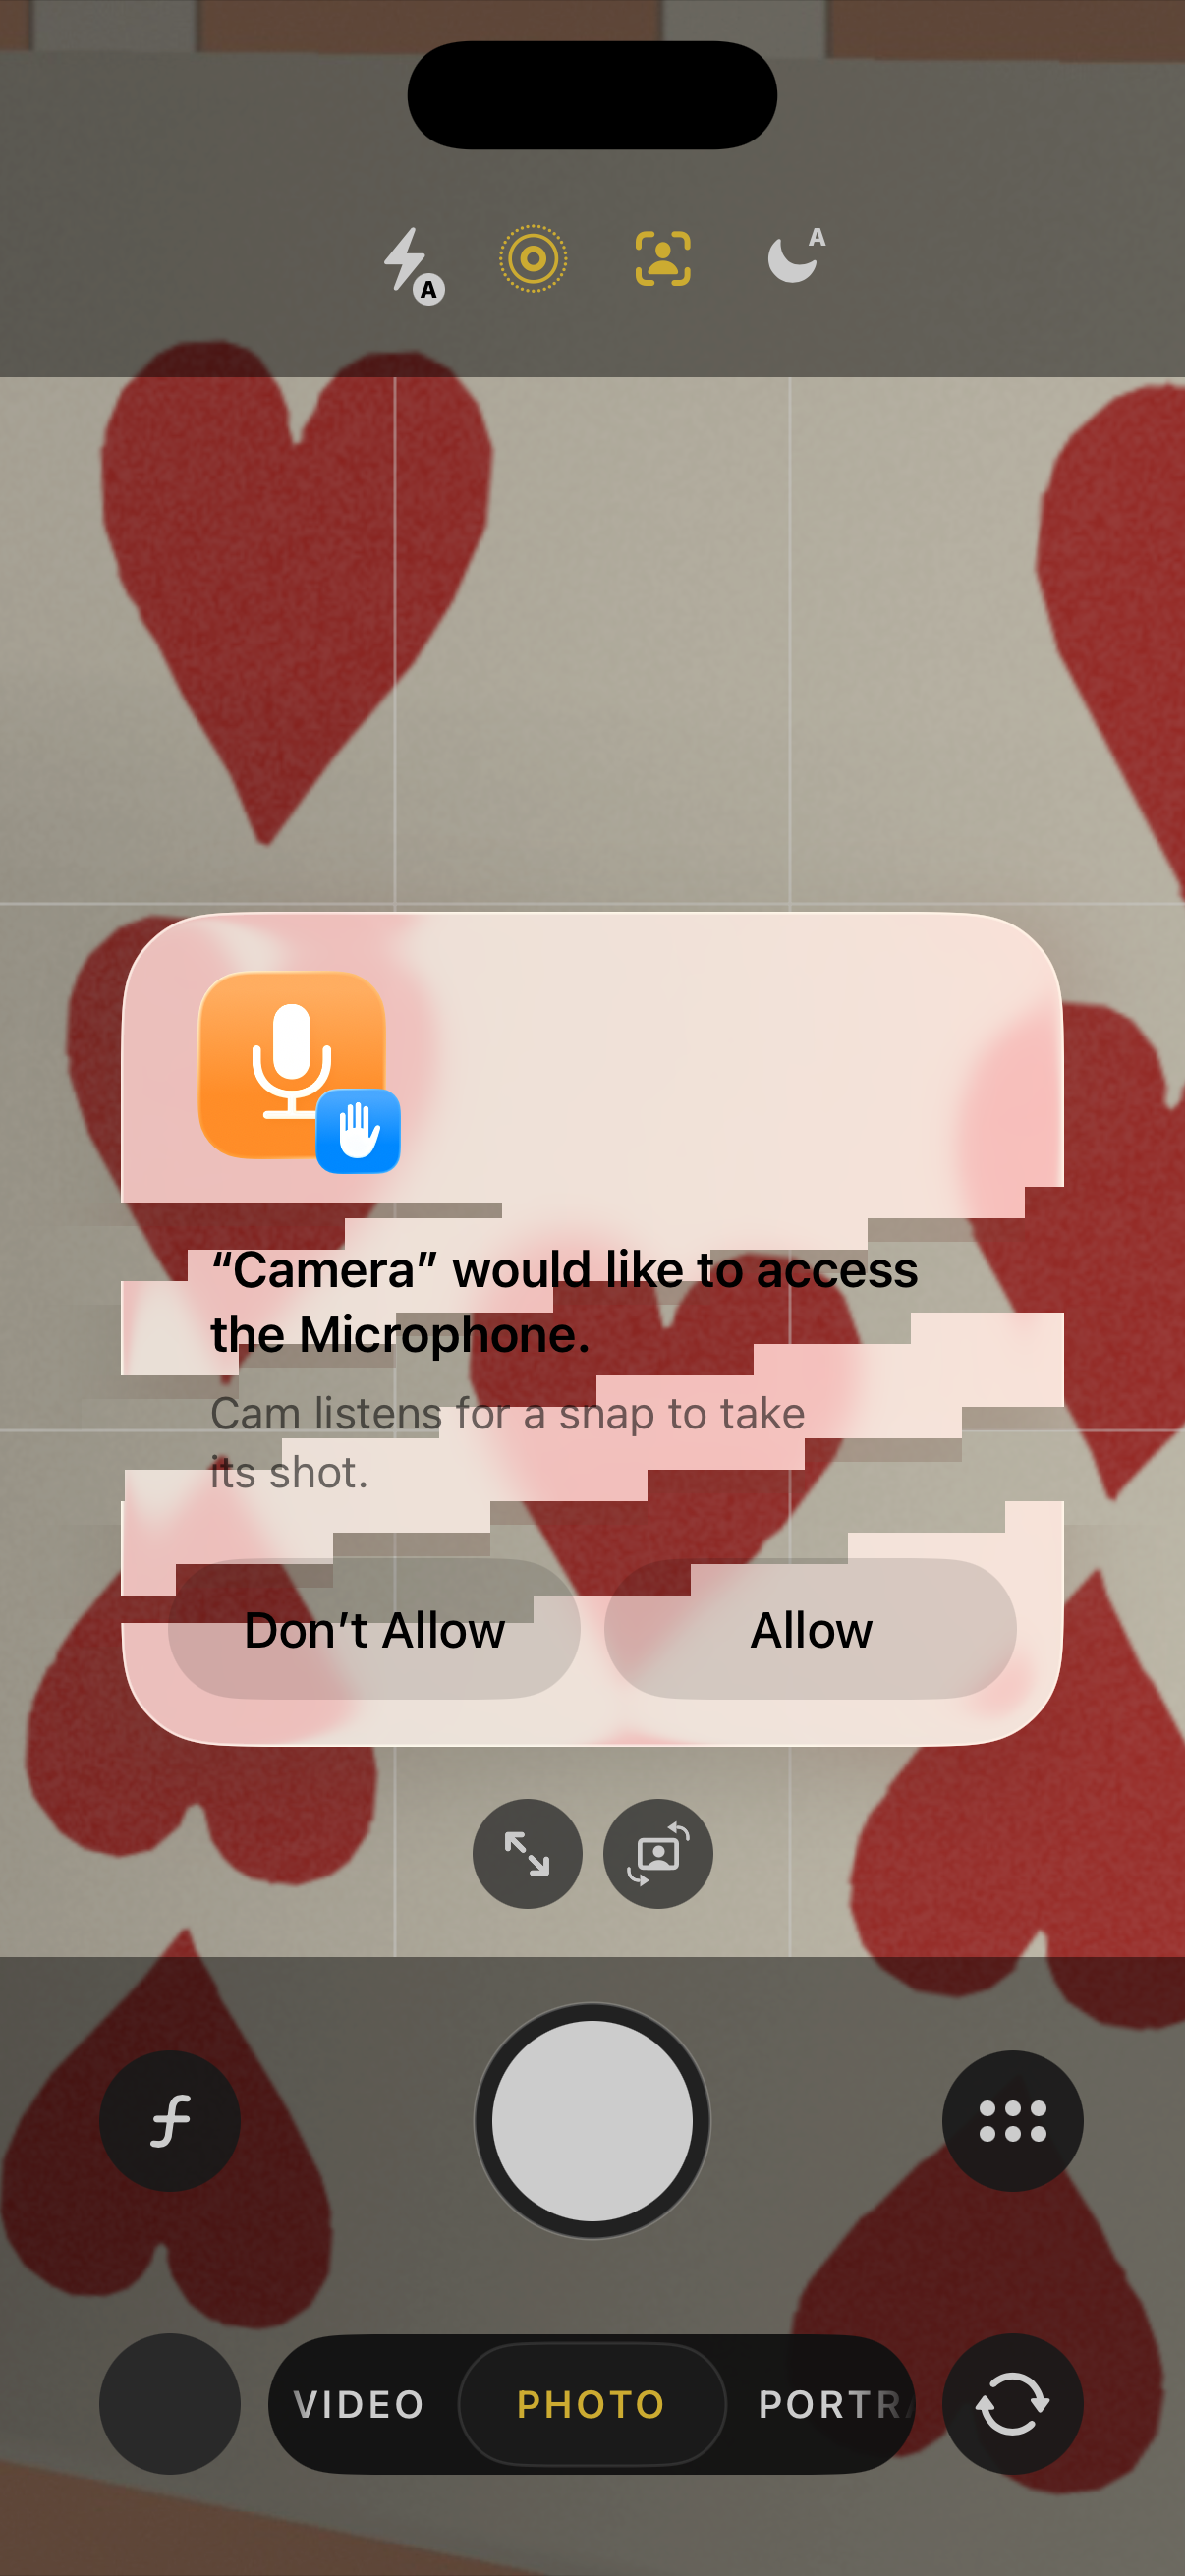 A
A
“Camera” would like to access
the Microphone.
Cam listens for a snap to take
its shot.
Don’t Allow
Allow
VIDEO
PHOTO